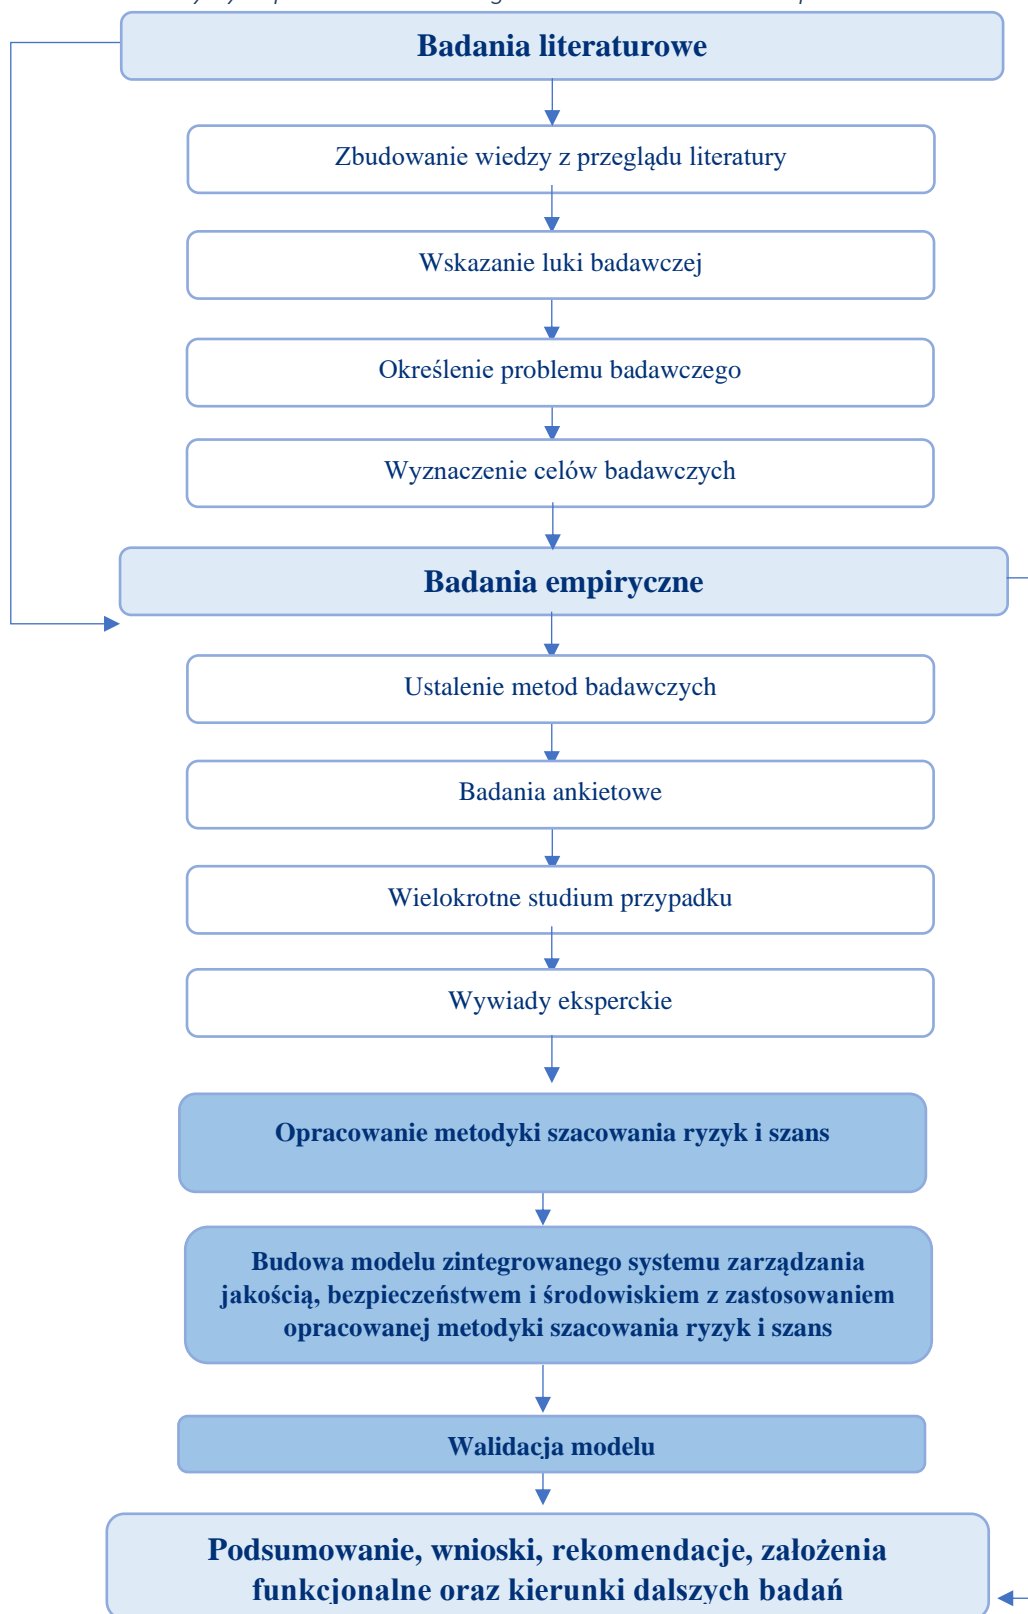 Badania literaturowe
Zbudowanie wiedzy z przeglądu literatury
Wskazanie luki badawczej
Określenie problemu badawczego
Wyznaczenie celów badawczych
Badania empiryczne
Ustalenie metod badawczych
Badania ankietowe
Wielokrotne studium przypadku
Wywiady eksperckie
Opracowanie metodyki szacowania ryzyk i szans
Budowa modelu zintegrowanego systemu zarządzania
jakością, bezpieczeństwem i środowiskiem z zastosowaniem
opracowanej metodyki szacowania ryzyk i szans
Walidacja modelu
Podsumowanie, wnioski, rekomendacje, założenia
funkcjonalne oraz kierunki dalszych badań